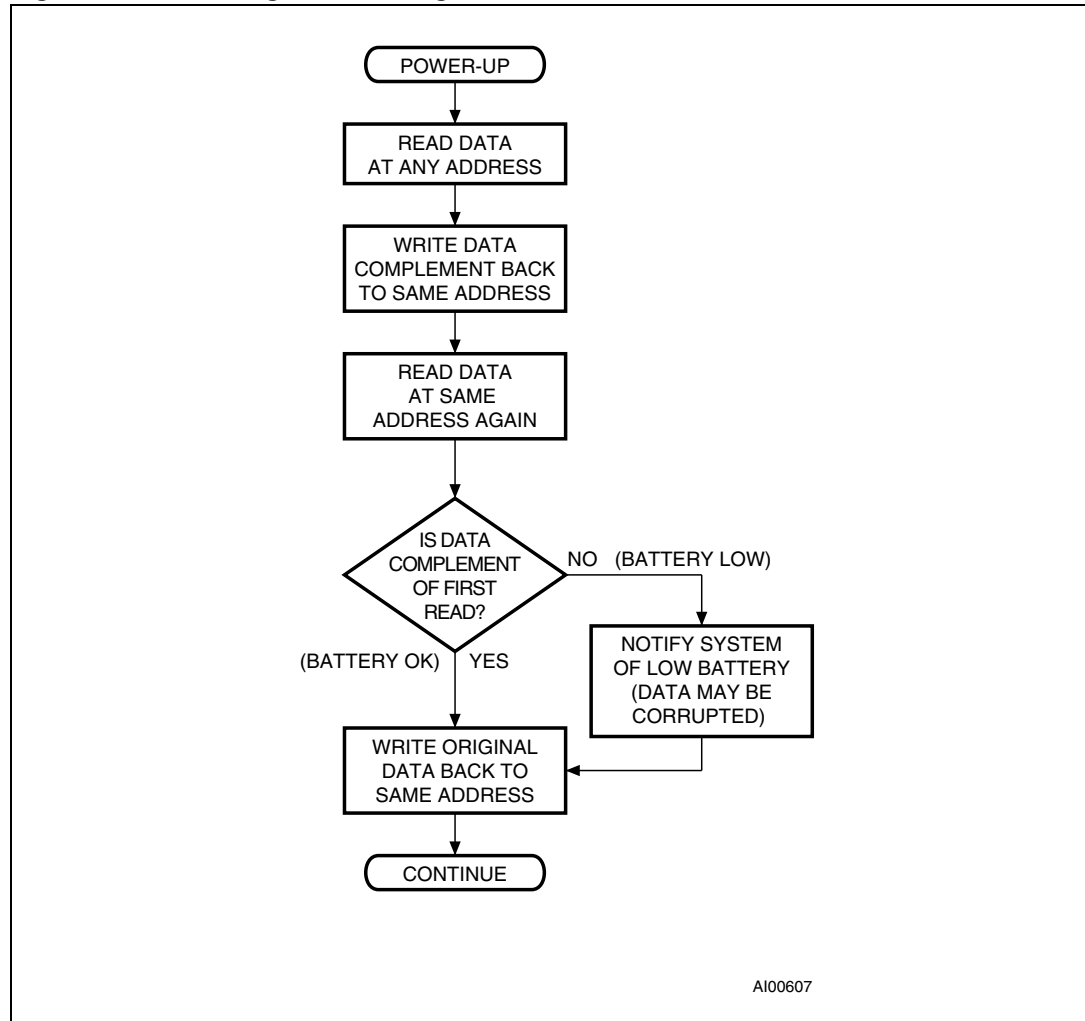 POWER-UP
READ DATA
AT ANY ADDRESS
WRITE DATA
COMPLEMENT BACK
TO SAME ADDRESS
READ DATA
AT SAME
ADDRESS AGAIN
IS DATA
COMPLEMENT
OF FIRST
READ?
NO (BATTERY LOW)
NOTIFY SYSTEM
OF LOW BATTERY
(DATA MAY BE
CORRUPTED)
(BATTERY OK) YES
WRITE ORIGINAL
DATA BACK TO
SAME ADDRESS
CONTINUE
AI00607